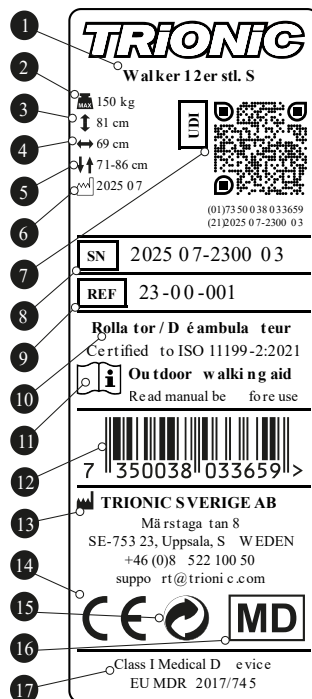 1
TRIONIC
Walker 12er stl. S
2
MAX 150 kg
3
81 cm
4
69 cm
5
71-86 cm
6
2025 07
UDI
(01)7350038033659
(21)2025 07-2300 03
7
8
SN 2025 07-2300 03
9
REF 23-00-001
10
Rollator/Déambulateur
Certified to ISO 11199-2:2021
11
i Outdoor walking aid
Read manual before use
12
7 350038 033659 >
13
TRIONIC SVERIGE AB
Märstagatan 8
SE-753 23, Uppsala, SWEDEN
+46 (0)8 522 100 50
support@trionic.com
14
CE
15
MD
16
17
Class I Medical Device
EU MDR 2017/745